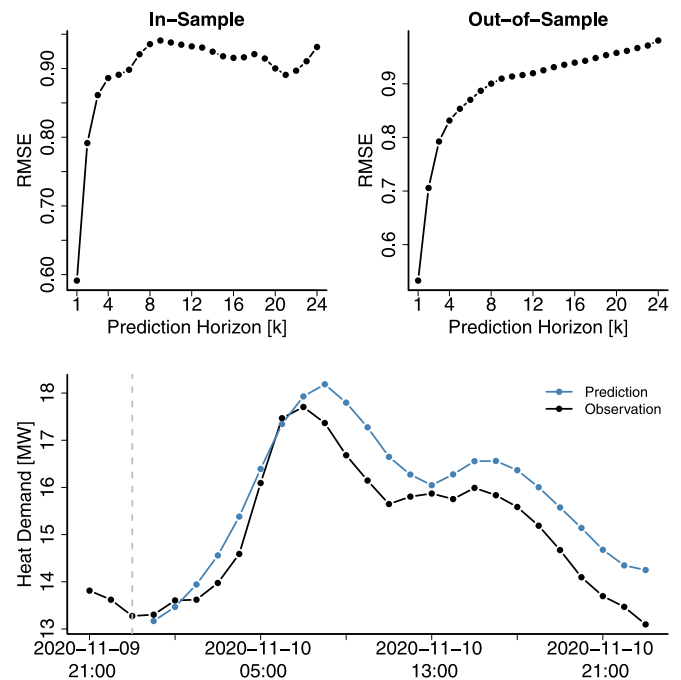 In−Sample
RMSE
0.90
0.80
0.70
0.60
1 4 8 12 16 20 24
Prediction Horizon [k]
Out−of−Sample
RMSE
0.9
0.8
0.7
0.6
1 4 8 12 16 20 24
Prediction Horizon [k]
Heat Demand [MW]
18
17
16
15
14
13
Prediction
Observation
2020−11−09 2020−11−10 2020−11−10 2020−11−10
21:00 05:00 13:00 21:00